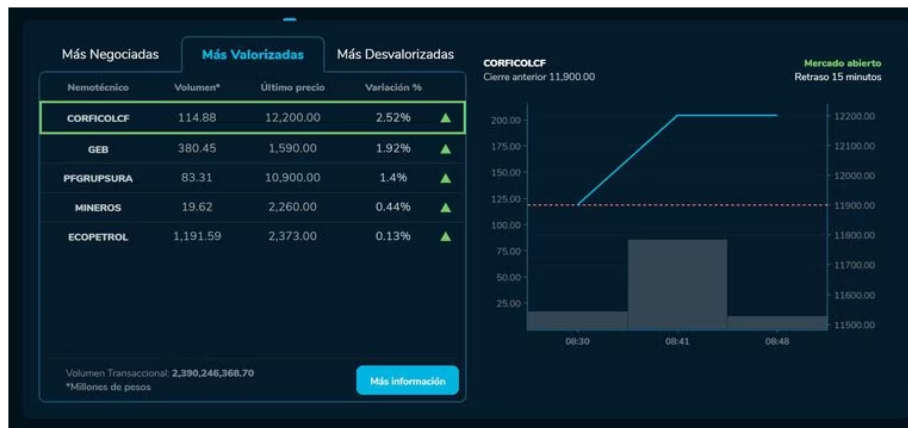 Más Negociadas Más Valorizadas Más Desvalorizadas
Nemotécnico Volumen* Último precio Variación %
CORFICOLCF 114.88 12,200.00 2.52%
GEB 380.45 1,590.00 1.92%
PFGRUPSURA 83.31 10,900.00 1.4%
MINEROS 19.62 2,260.00 0.44%
ECOPETROL 1,191.59 2,373.00 0.13%
Volumen Transaccional: 2,390,246,368.70
*Millones de pesos
Más información
CORFICOLCF Mercado abierto
Cierre anterior 11,900.00 Retraso 15 minutos
200.00 12200.00
175.00 12100.00
150.00 12000.00
125.00 11900.00
100.00 11800.00
75.00 11700.00
50.00 11600.00
25.00 11500.00
08:30 08:41 08:48